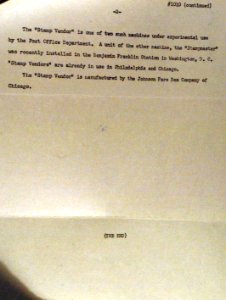 #1010 (continued)
-2-
The "Stamp Vendor" is one of two such machines under experimental use
by the Post Office Department. A unit of the other machine, the "Stampmaster"
was recently installed in the Benjamin Franklin Station in Washington, D. C.
"Stamp Vendors" are already in use in Philadelphia and Chicago.
The "Stamp Vendor" is manufactured by the Johnson Fare Box Company of
Chicago.
(THE END)